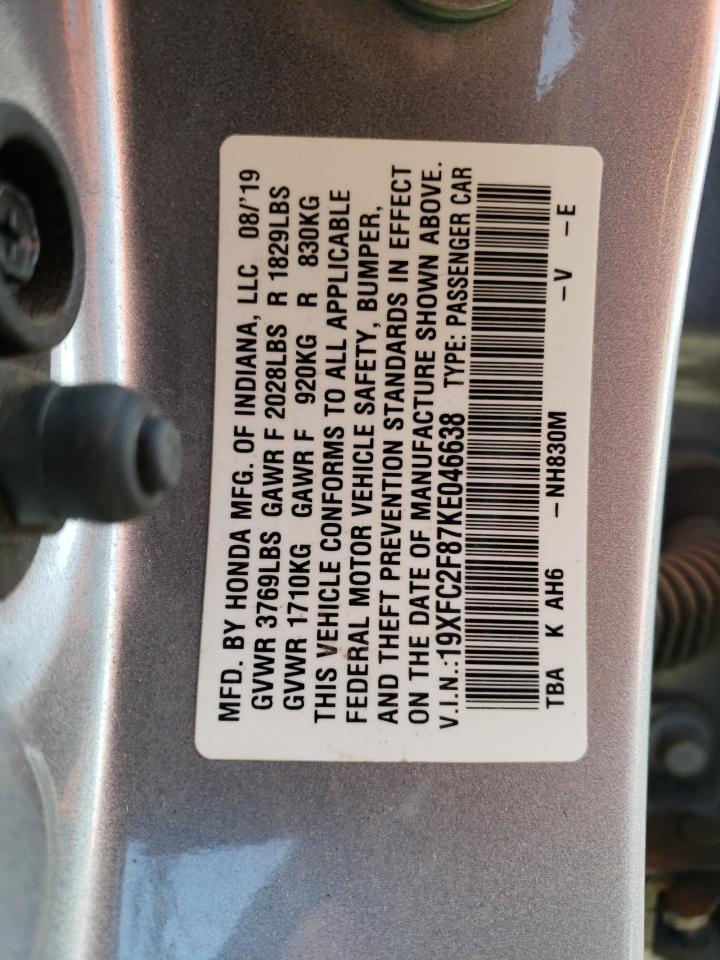 MFD. BY HONDA MFG. OF INDIANA, LLC 08/'19
GVWR 3769LBS GAWR F 2028LBS R 1829LBS
GVWR 1710KG GAWR F 920KG R 830KG
THIS VEHICLE CONFORMS TO ALL APPLICABLE
FEDERAL MOTOR VEHICLE SAFETY, BUMPER,
AND THEFT PREVENTION STANDARDS IN EFFECT
ON THE DATE OF MANUFACTURE SHOWN ABOVE.
V.I.N.:19XFC2F87KE046638 TYPE: PASSENGER CAR
TBA K AH6 -NH830M -V -E